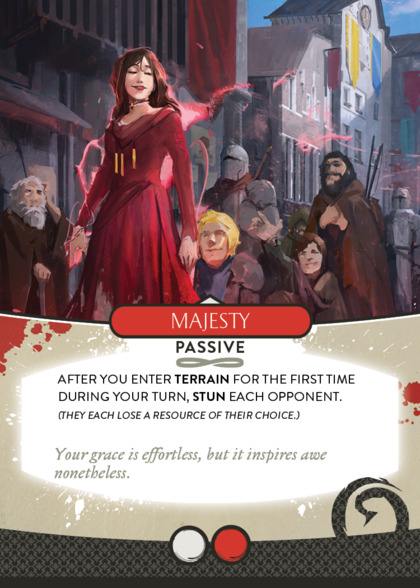 MAJESTY
PASSIVE
AFTER YOU ENTER TERRAIN FOR THE FIRST TIME
DURING YOUR TURN, STUN EACH OPPONENT.
(THEY EACH LOSE A RESOURCE OF THEIR CHOICE.)
Your grace is effortless, but it inspires awe
nonetheless.